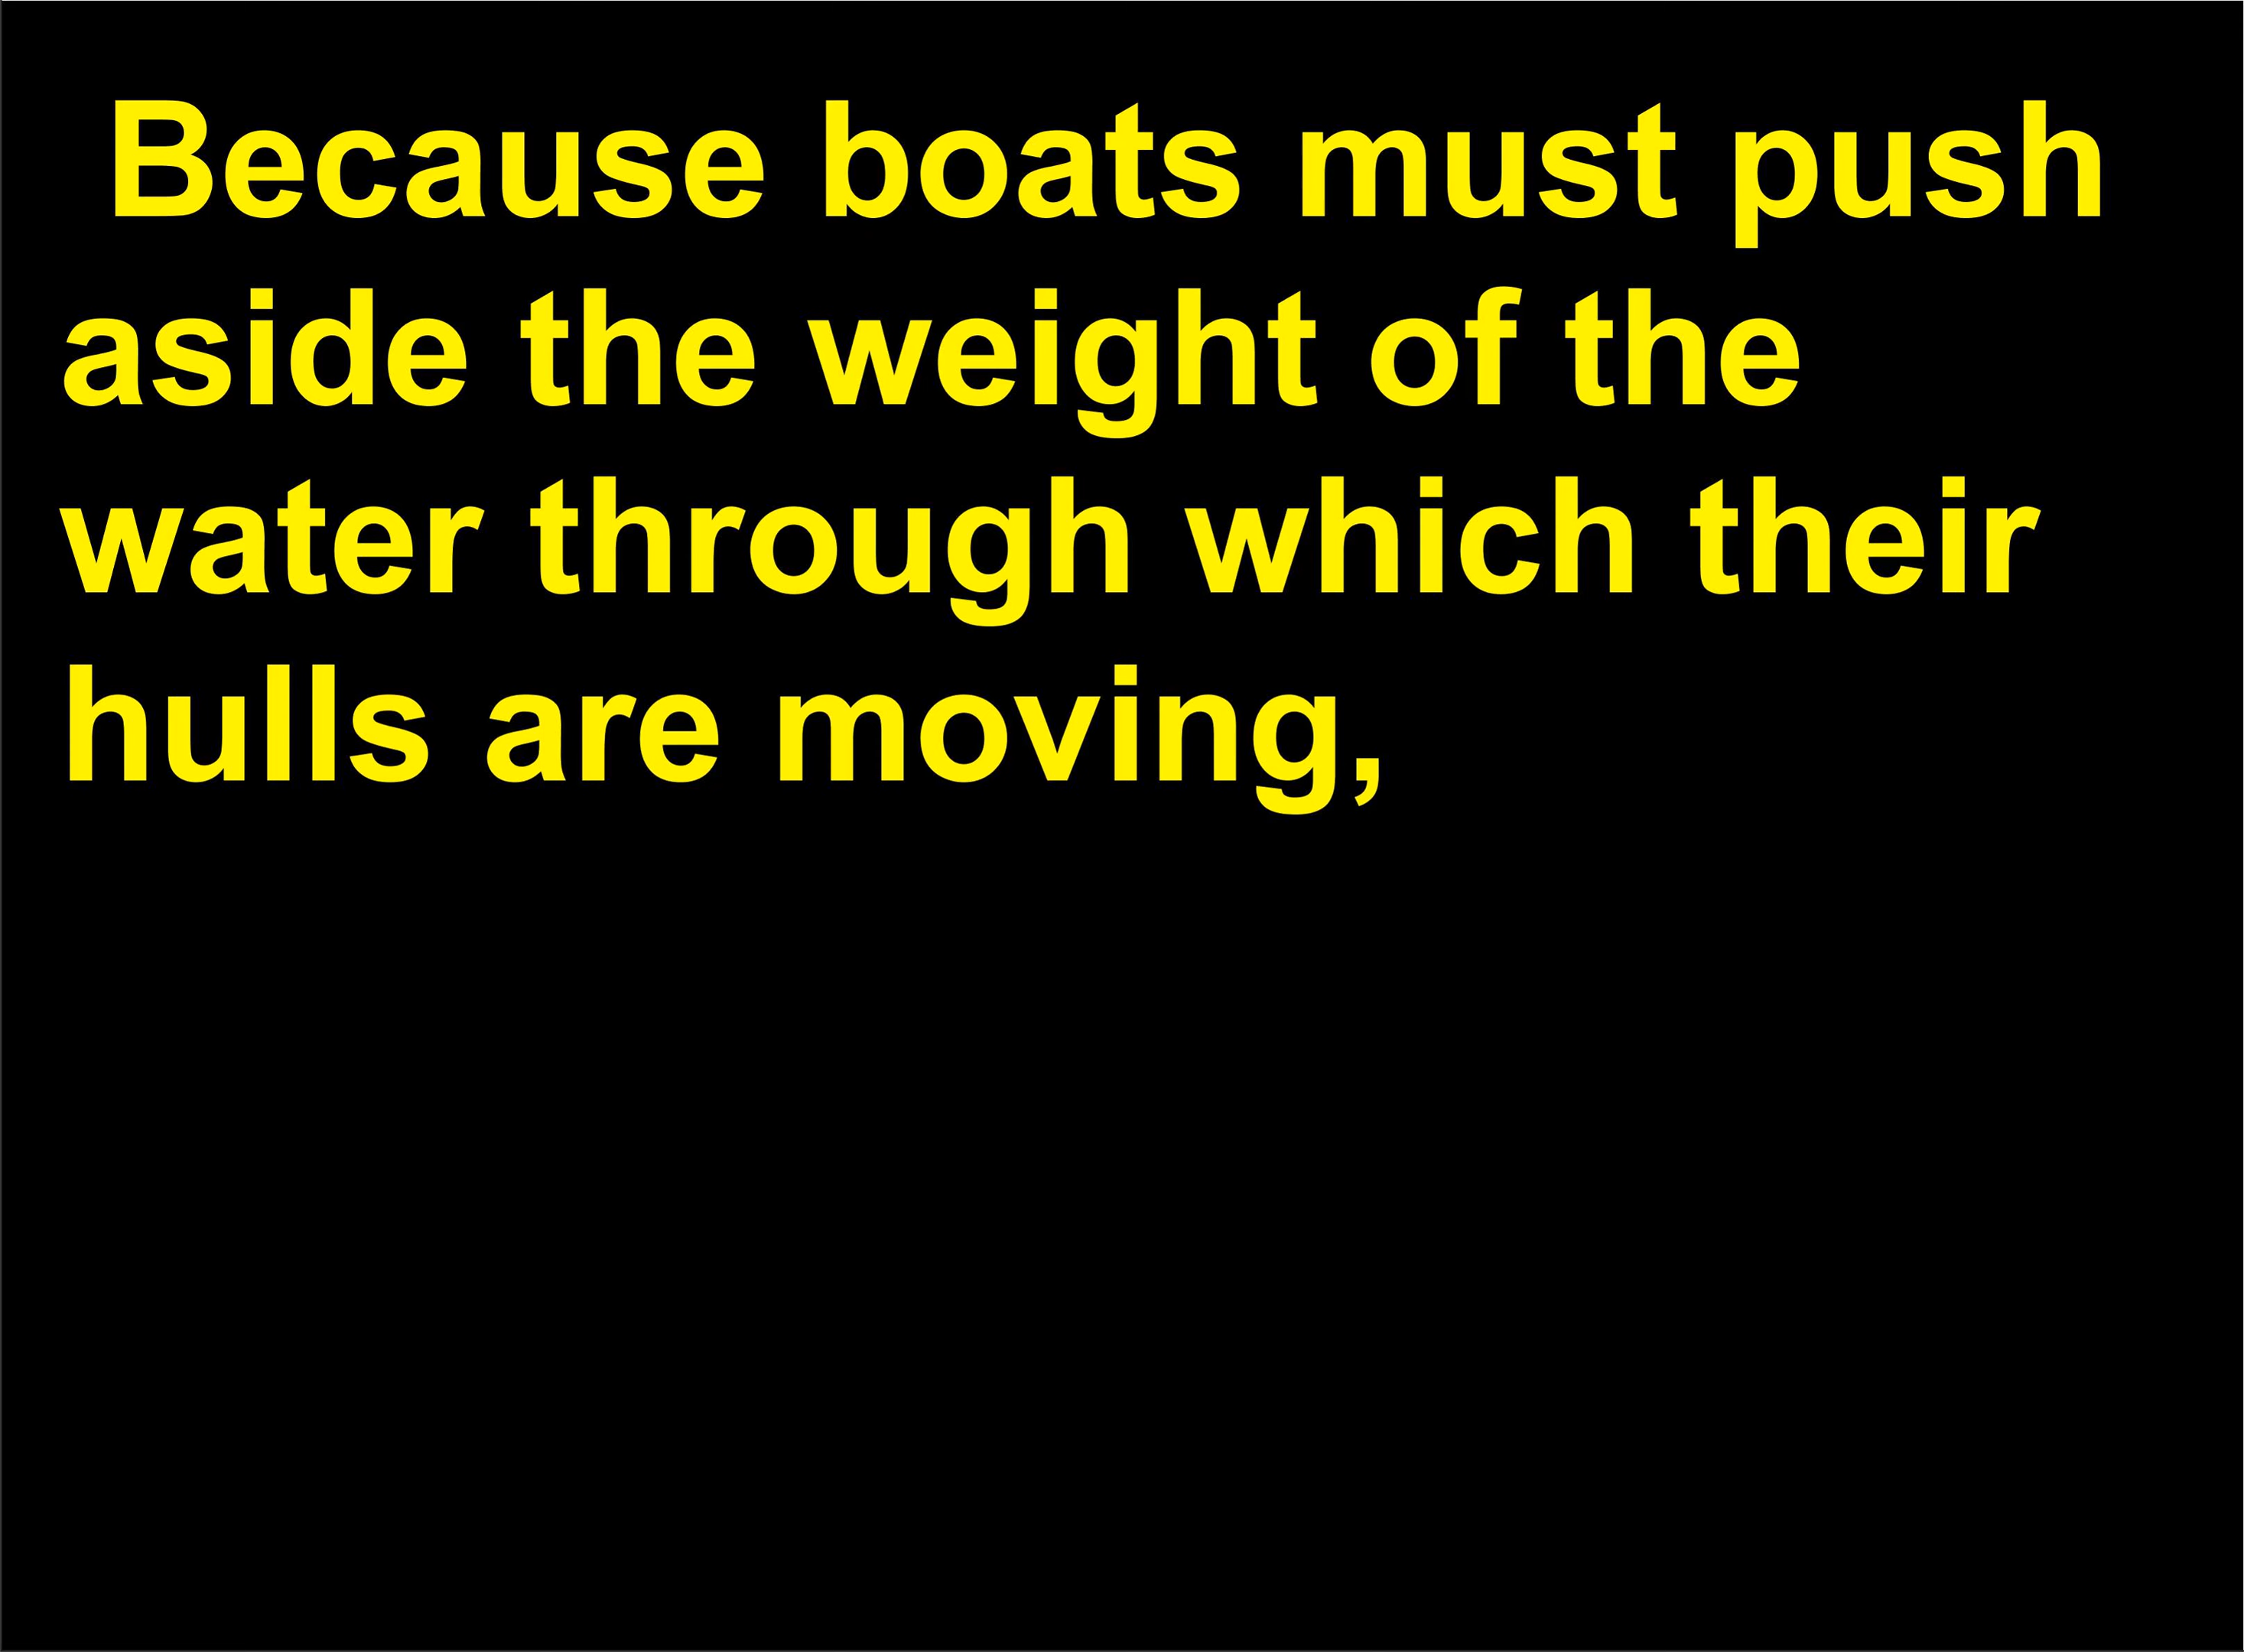 Because boats must push
aside the weight of the
water through which their
hulls are moving,